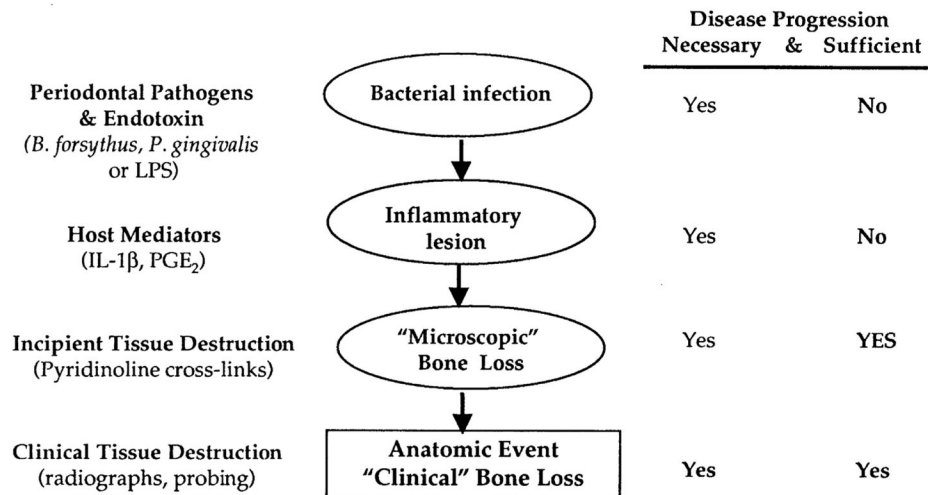 Disease Progression
Necessary & Sufficient
Periodontal Pathogens
& Endotoxin
(B. forsythus, P. gingivalis
or LPS)
Bacterial infection
Yes
No
Host Mediators
(IL-1β, PGE₂)
Inflammatory
lesion
Yes
No
Incipient Tissue Destruction
(Pyridinoline cross-links)
“Microscopic”
Bone Loss
Yes
YES
Clinical Tissue Destruction
(radiographs, probing)
Anatomic Event
“Clinical” Bone Loss
Yes
Yes